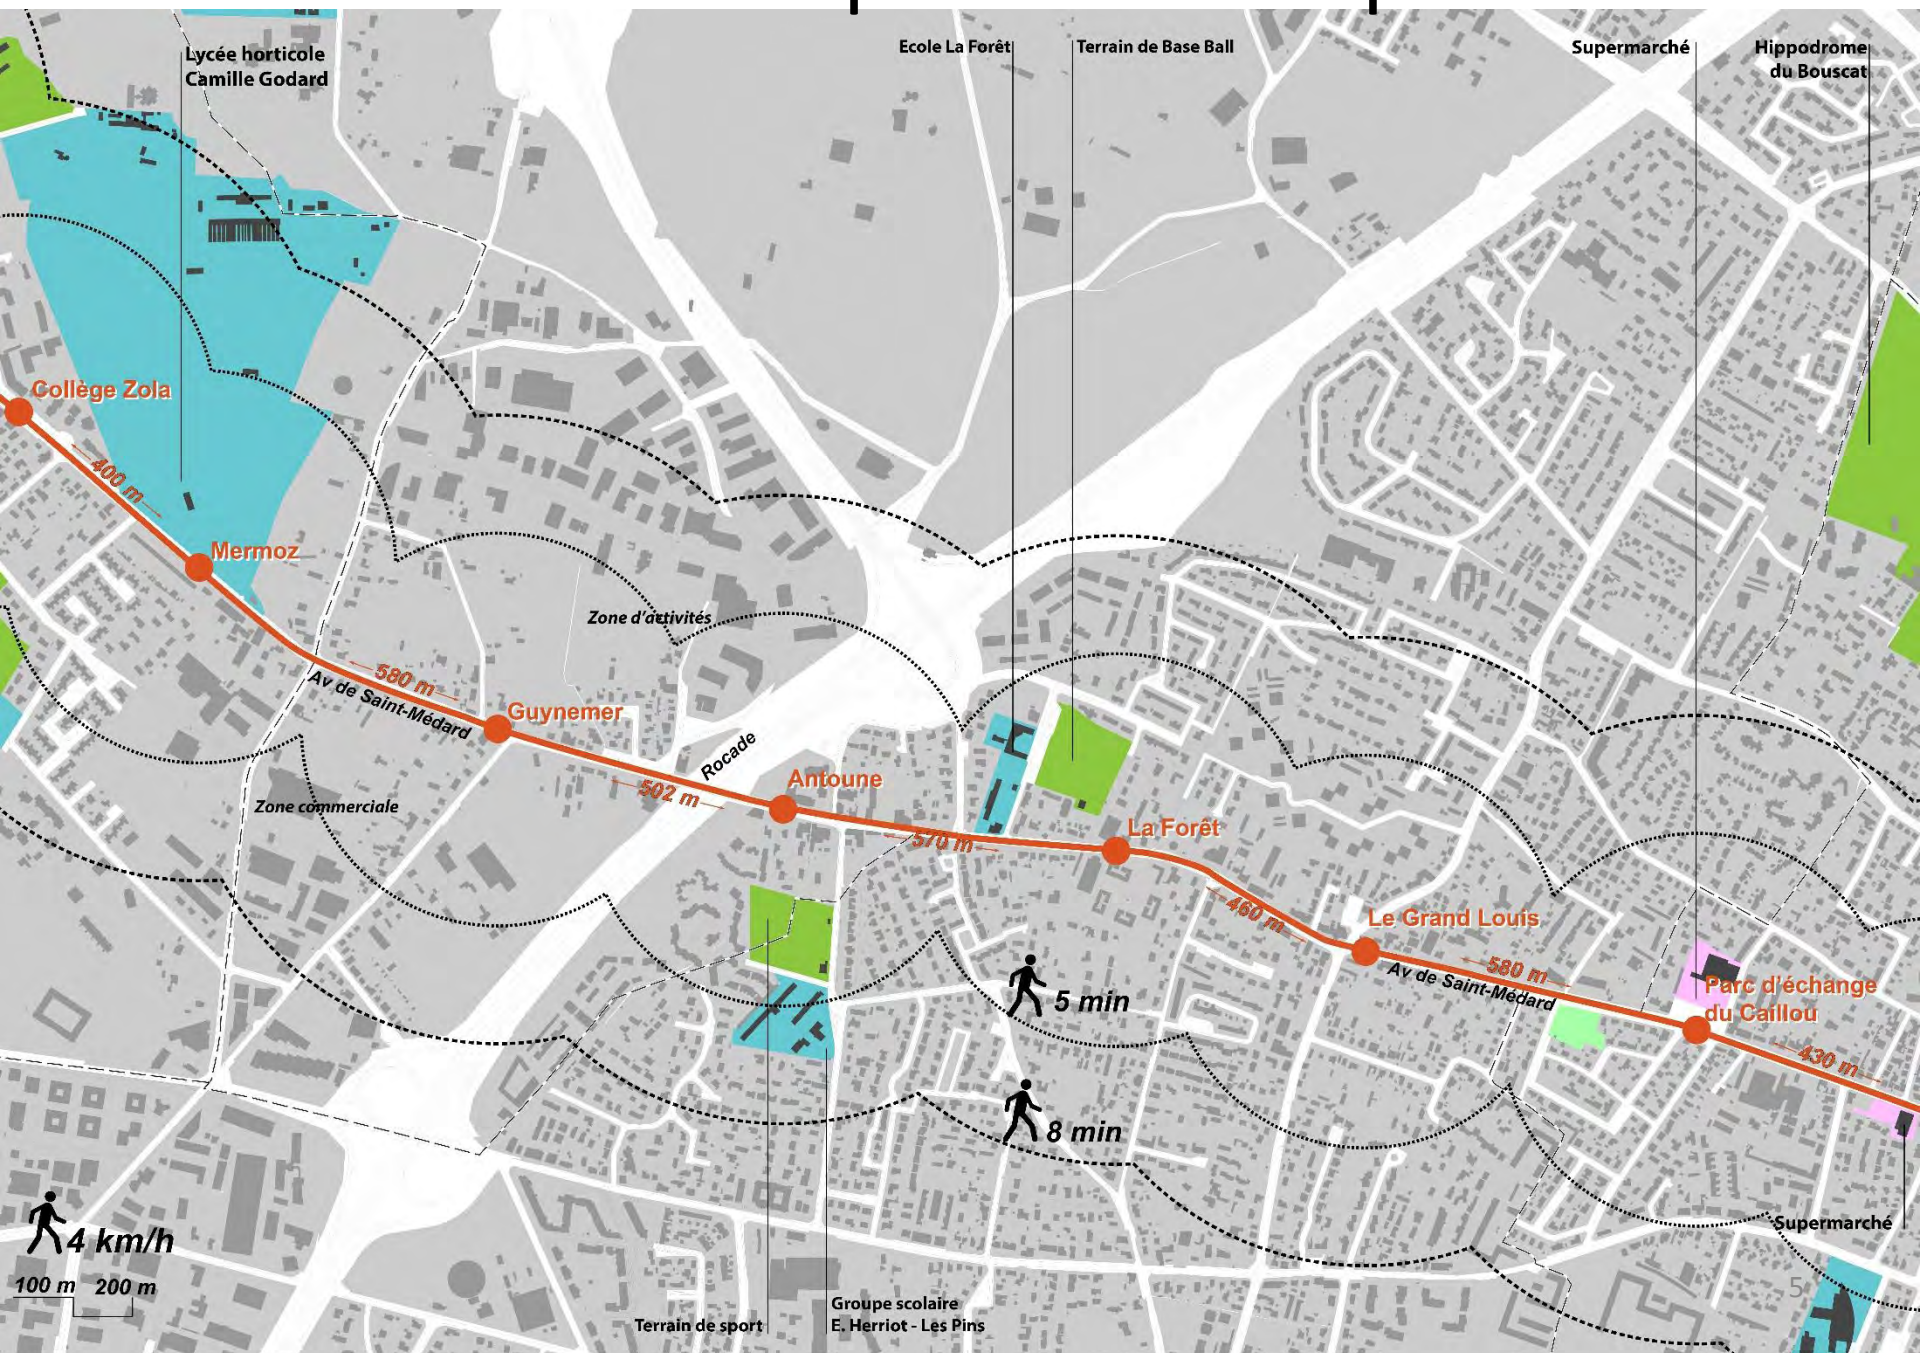 Lycée horticole
Camille Godard
Ecole La Forêt
Terrain de Base Ball
Supermarché
Hippodrome
du Bouscat
Collège Zola
400 m
Mermoz
Zone d'activités
580 m
Av de Saint-Médard
Guynemer
Rocade
502 m
Antoune
Zone commerciale
570 m
La Forêt
460 m
Le Grand Louis
580 m
Av de Saint-Médard
Parc d'échange
du Caillou
430 m
5 min
8 min
4 km/h
100 m 200 m
Supermarché
Terrain de sport
Groupe scolaire
E. Herriot - Les Pins
5